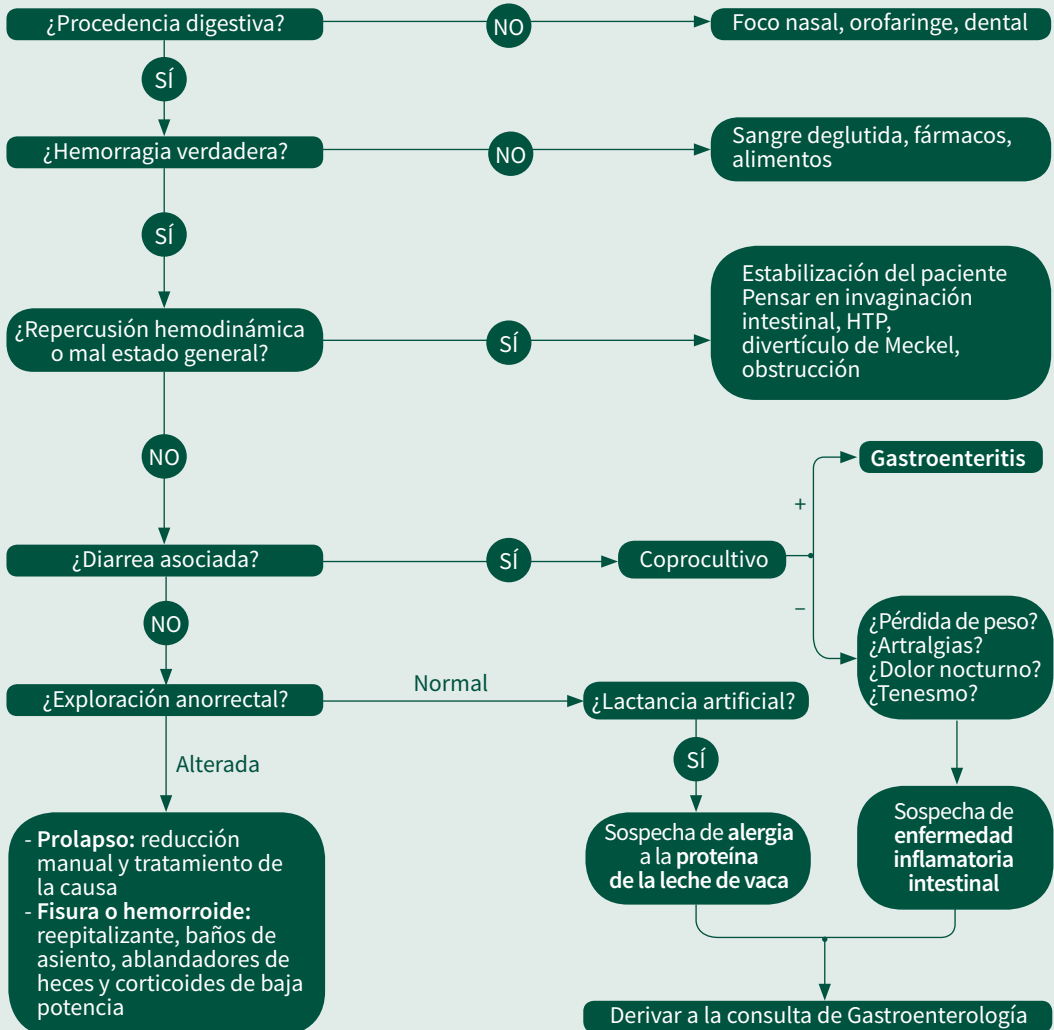 ¿Procedencia digestiva?
NO
Foco nasal, orofaringe, dental
SÍ
¿Hemorragia verdadera?
NO
Sangre deglutida, fármacos,
alimentos
SÍ
¿Repercusión hemodinámica
o mal estado general?
SÍ
Estabilización del paciente
Pensar en invaginación
intestinal, HTP,
divertículo de Meckel,
obstrucción
NO
¿Diarrea asociada?
SÍ
Coprocultivo
+
Gastroenteritis
–
¿Pérdida de peso?
¿Artralgias?
¿Dolor nocturno?
¿Tenesmo?
NO
¿Exploración anorrectal?
Normal
¿Lactancia artificial?
Alterada
SÍ
- Prolapso: reducción
manual y tratamiento de
la causa
- Fisura o hemorroide:
reepitalizante, baños de
asiento, ablandadores de
heces y corticoides de baja
potencia
Sospecha de alergia
a la proteína
de la leche de vaca
Sospecha de
enfermedad
inflamatoria
intestinal
Derivar a la consulta de Gastroenterología